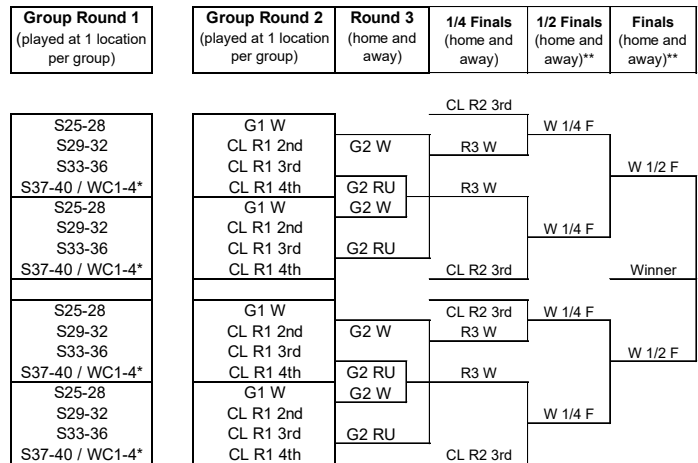 Group Round 1
(played at 1 location
per group)
Group Round 2
(played at 1 location
per group)
Round 3
(home and
away)
1/4 Finals
(home and
away)
1/2 Finals
(home and
away)**
Finals
(home and
away)**
CL R2 3rd
S25-28 G1 W W 1/4 F
S29-32 CL R1 2nd G2 W R3 W
S33-36 CL R1 3rd W 1/2 F
S37-40 / WC1-4* CL R1 4th G2 RU R3 W
S25-28 G1 W G2 W
S29-32 CL R1 2nd W 1/4 F
S33-36 CL R1 3rd G2 RU
S37-40 / WC1-4* CL R1 4th CL R2 3rd Winner
S25-28 G1 W CL R2 3rd W 1/4 F
S29-32 CL R1 2nd G2 W R3 W
S33-36 CL R1 3rd W 1/2 F
S37-40 / WC1-4* CL R1 4th G2 RU R3 W
S25-28 G1 W G2 W
S29-32 CL R1 2nd W 1/4 F
S33-36 CL R1 3rd G2 RU
S37-40 / WC1-4* CL R1 4th CL R2 3rd